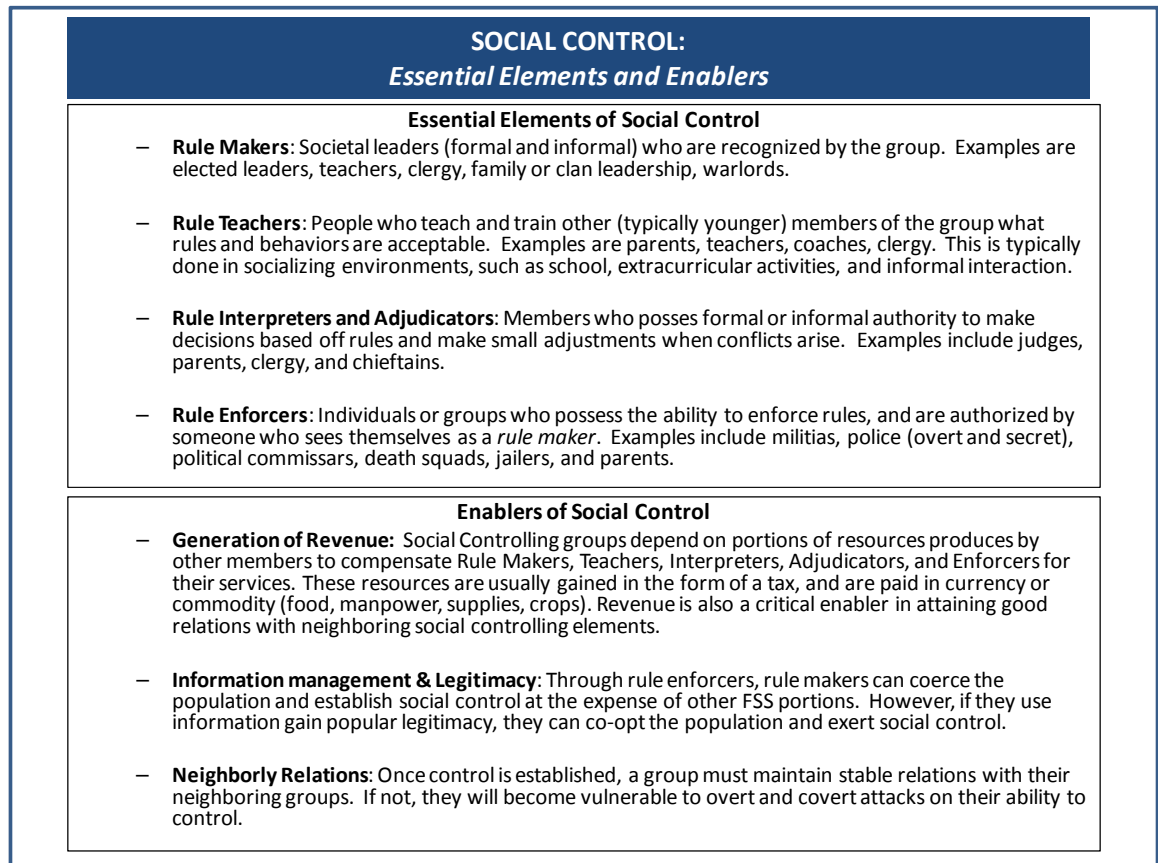 SOCIAL CONTROL:
Essential Elements and Enablers
Essential Elements of Social Control
– Rule Makers: Societal leaders (formal and informal) who are recognized by the group. Examples are
elected leaders, teachers, clergy, family or clan leadership, warlords.
– Rule Teachers: People who teach and train other (typically younger) members of the group what
rules and behaviors are acceptable. Examples are parents, teachers, coaches, clergy. This is typically
done in socializing environments, such as school, extracurricular activities, and informal interaction.
– Rule Interpreters and Adjudicators: Members who posses formal or informal authority to make
decisions based off rules and make small adjustments when conflicts arise. Examples include judges,
parents, clergy, and chieftains.
– Rule Enforcers: Individuals or groups who possess the ability to enforce rules, and are authorized by
someone who sees themselves as a rule maker. Examples include militias, police (overt and secret),
political commissars, death squads, jailers, and parents.
Enablers of Social Control
– Generation of Revenue: Social Controlling groups depend on portions of resources produces by
other members to compensate Rule Makers, Teachers, Interpreters, Adjudicators, and Enforcers for
their services. These resources are usually gained in the form of a tax, and are paid in currency or
commodity (food, manpower, supplies, crops). Revenue is also a critical enabler in attaining good
relations with neighboring social controlling elements.
– Information management & Legitimacy: Through rule enforcers, rule makers can coerce the
population and establish social control at the expense of other FSS portions. However, if they use
information gain popular legitimacy, they can co-opt the population and exert social control.
– Neighborly Relations: Once control is established, a group must maintain stable relations with their
neighboring groups. If not, they will become vulnerable to overt and covert attacks on their ability to
control.